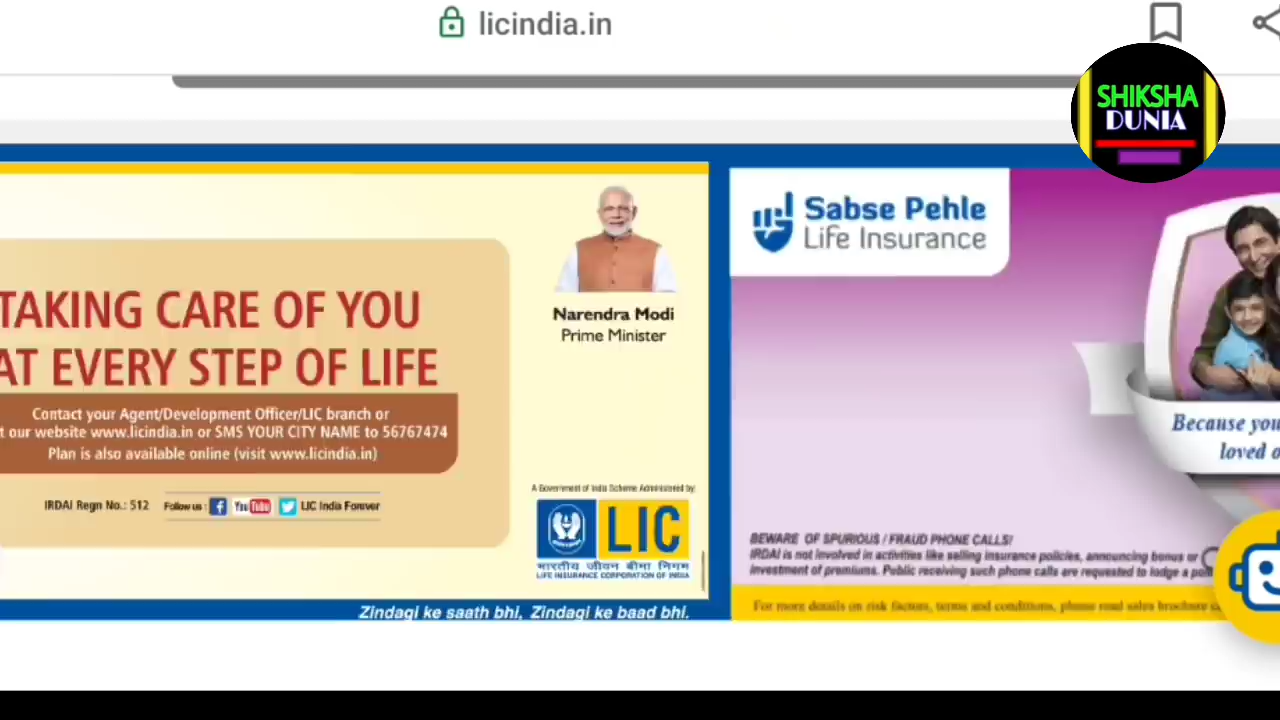 licindia.in
SHIKSHA
DUNIA
TAKING CARE OF YOU
AT EVERY STEP OF LIFE
Contact your Agent/Development Officer/LIC branch or
our website www.licindia.in or SMS YOUR CITY NAME to 56767474
Plan is also available online (visit www.licindia.in)
IRDAI Regn No.: 512 Follow us : f You Tube LIC India Forever
Narendra Modi
Prime Minister
A Government of India Scheme Administered by:
LIC
भारतीय जीवन बीमा निगम
LIFE INSURANCE CORPORATION OF INDIA
Zindagi ke saath bhi, Zindagi ke baad bhi.
Sabse Pehle
Life Insurance
Because you
loved
BEWARE OF SPURIOUS / FRAUD PHONE CALLS!
IRDAI is not involved in activities like selling insurance policies, announcing bonus or
investment of premiums. Public receiving such phone calls are requested to lodge a
For more details on risk factors, terms and conditions, please read sales brochure